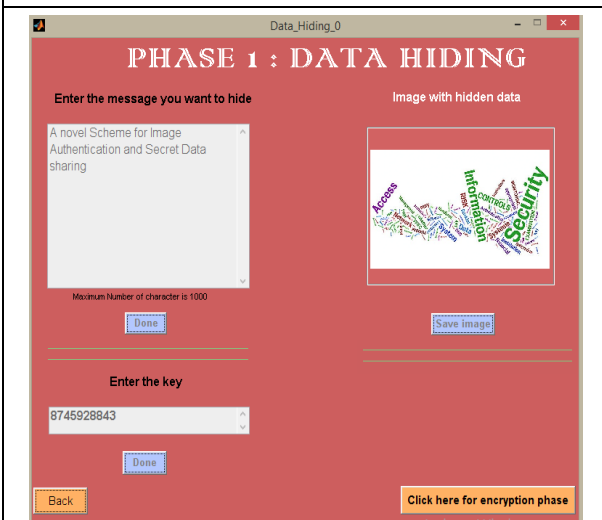 Data_Hiding_0
PHASE 1 : DATA HIDING
Enter the message you want to hide
A novel Scheme for Image
Authentication and Secret Data
sharing
Maximum Number of character is 1000
Done
Enter the key
8745928843
Done
Back
Image with hidden data
Access
Information
Security
CONTROLS
RISK
System
Data
Save image
Click here for encryption phase